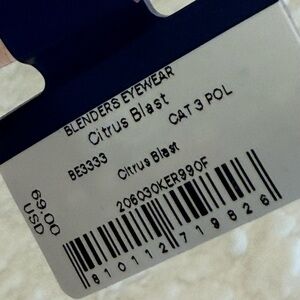 BLENDERS EYEWEAR
Citrus Blast
CAT 3 POL
BE3333
Citrus Blast
206030KER990F
69.00
USD
810112719826